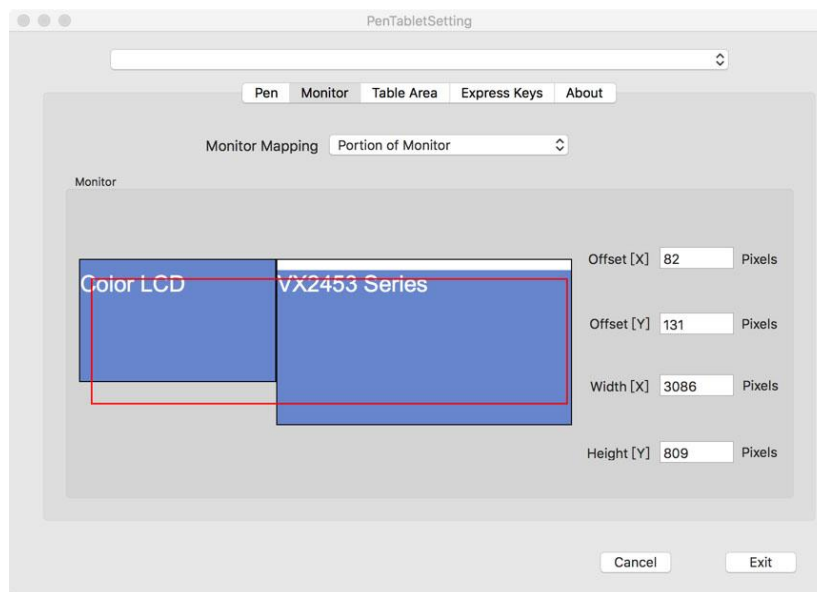 PenTabletSetting
Pen Monitor Table Area Express Keys About
Monitor Mapping Portion of Monitor
Monitor
Color LCD VX2453 Series
Offset [X] 82 Pixels
Offset [Y] 131 Pixels
Width [X] 3086 Pixels
Height [Y] 809 Pixels
Cancel Exit